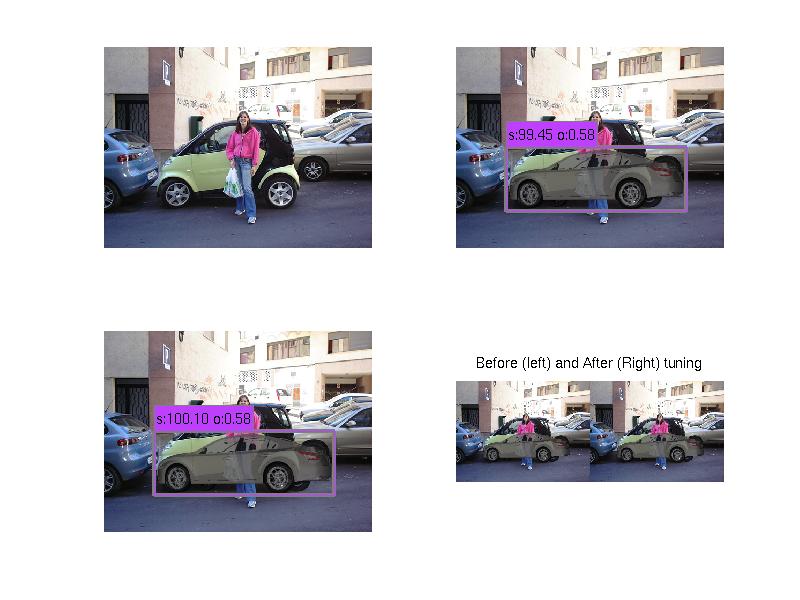 s:99.45 o:0.58
s:100.10 o:0.58
Before (left) and After (Right) tuning